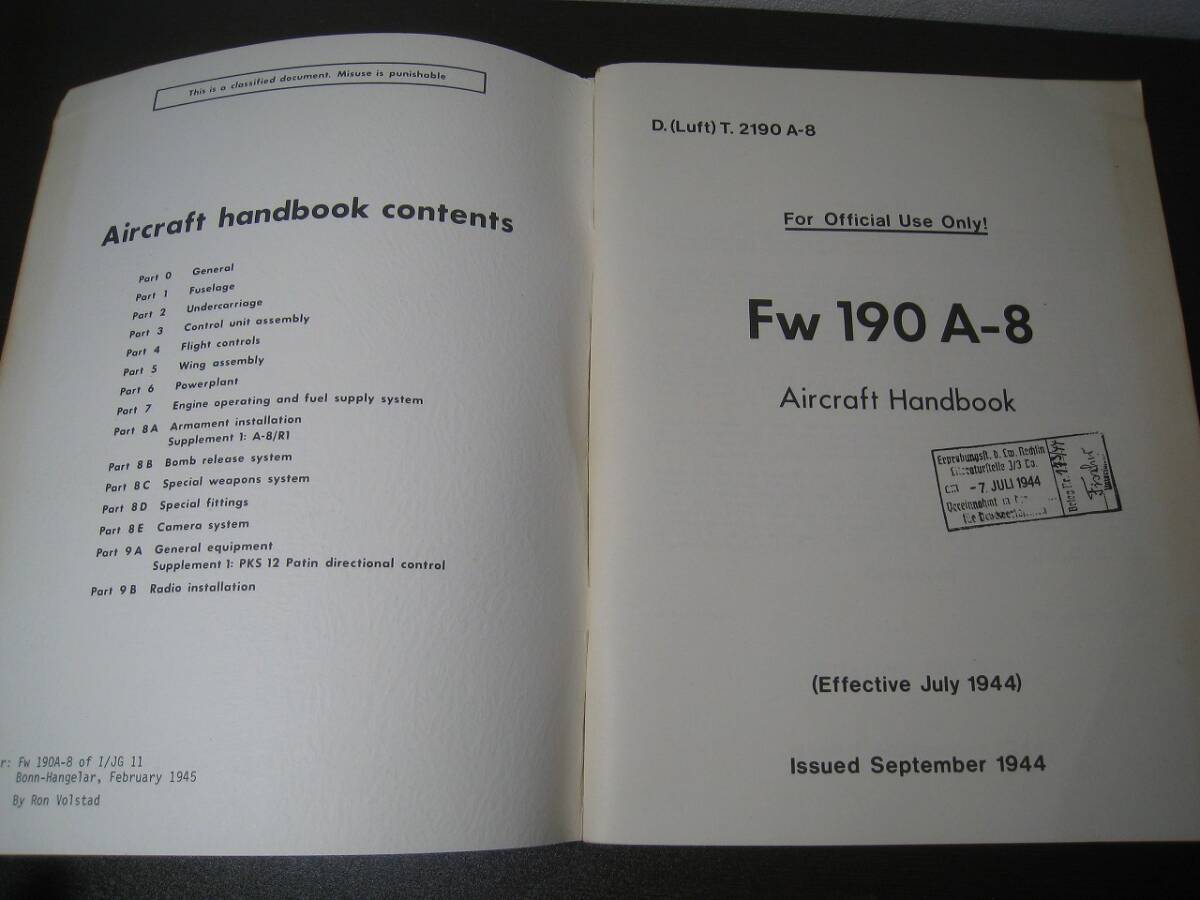 This is a classified document. Misuse is punishable
Aircraft handbook contents
Part 0 General
Part 1 Fuselage
Part 2 Undercarriage
Part 3 Control unit assembly
Part 4 Flight controls
Part 5 Wing assembly
Part 6 Powerplant
Part 7 Engine operating and fuel supply system
Part 8A Armament installation
Supplement 1: A-8/R1
Part 8B Bomb release system
Part 8C Special weapons system
Part 8D Special fittings
Part 8E Camera system
Part 9A General equipment
Supplement 1: PKS 12 Patin directional control
Part 9B Radio installation
r: Fw 190A-8 of I/JG 11
Bonn-Hangelar, February 1945
By Ron Volstad
D.(Luft) T. 2190 A-8
For Official Use Only!
Fw 190 A-8
Aircraft Handbook
Erprobungsst. d. Lw. Rechlin
-7. JULI 1944
(Effective July 1944)
Issued September 1944